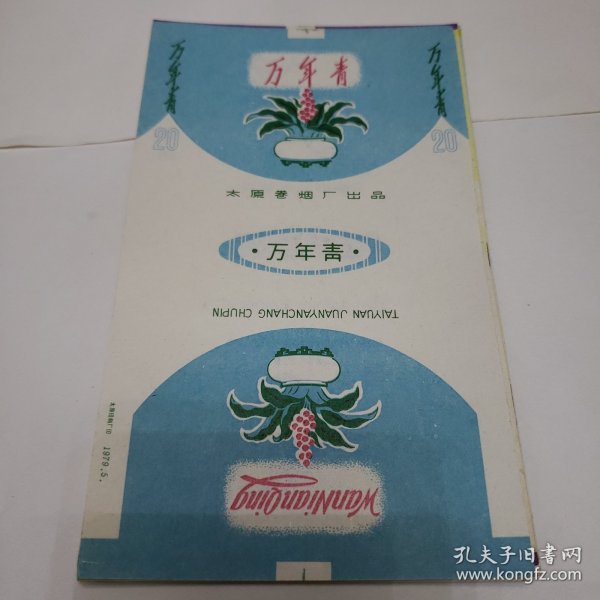 万年青
万年青
万年青
20
20
太原卷烟厂出品
·万年青·
TAIYUAN JUANYANCHANG CHUPIN
WanNianQing
1979.5.
孔夫子旧书网
www.kongfz.com